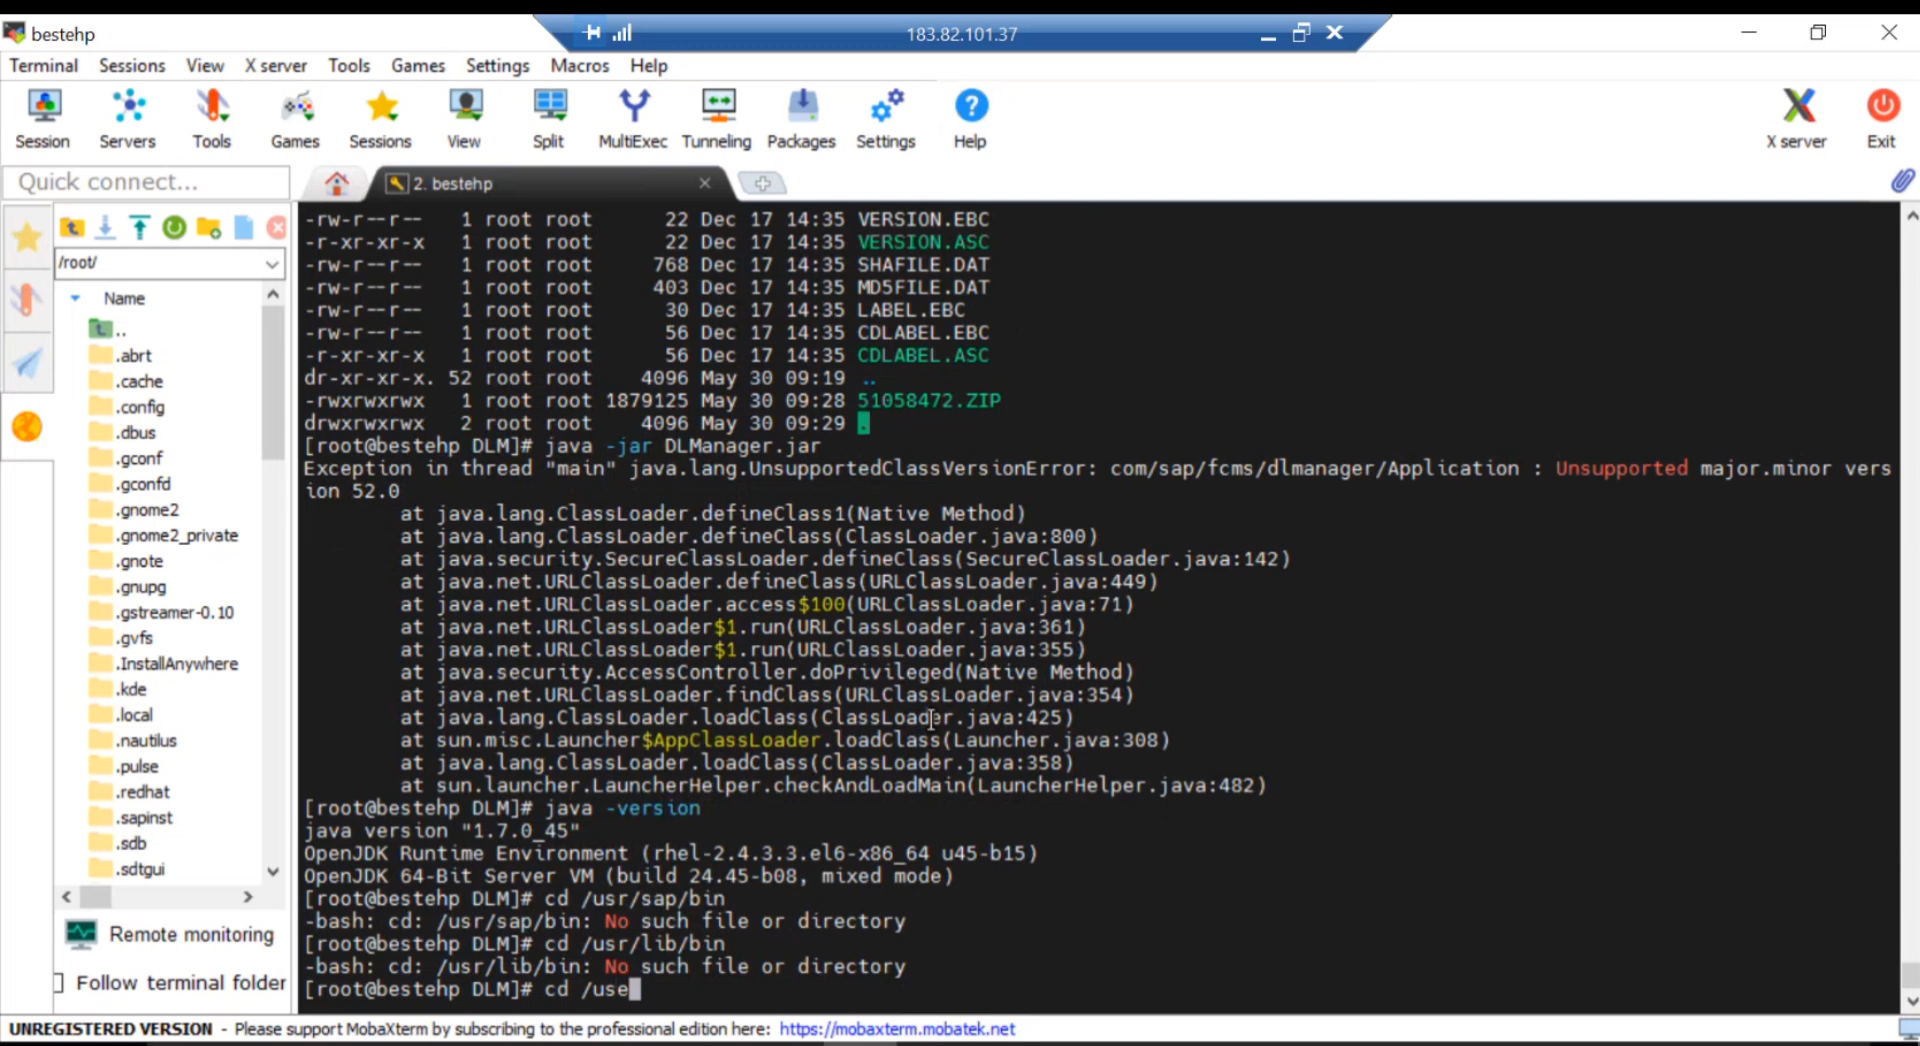 bestehp
183.82.101.37
Terminal Sessions View X server Tools Games Settings Macros Help
Session Servers Tools Games Sessions View Split MultiExec Tunneling Packages Settings Help X server Exit
Quick connect...
2. bestehp
/root/
Name
..
.abrt
.cache
.config
.dbus
.gconf
.gconfd
.gnome2
.gnome2_private
.gnote
.gnupg
.gstreamer-0.10
.gvfs
.InstallAnywhere
.kde
.local
.nautilus
.pulse
.redhat
.sapinst
.sdb
.sdtgui
Remote monitoring
Follow terminal folder
-rw-r--r-- 1 root root 22 Dec 17 14:35 VERSION.EBC
-r-xr-xr-x 1 root root 22 Dec 17 14:35 VERSION.ASC
-rw-r--r-- 1 root root 768 Dec 17 14:35 SHAFILE.DAT
-rw-r--r-- 1 root root 403 Dec 17 14:35 MD5FILE.DAT
-rw-r--r-- 1 root root 30 Dec 17 14:35 LABEL.EBC
-rw-r--r-- 1 root root 56 Dec 17 14:35 CDLABEL.EBC
-r-xr-xr-x 1 root root 56 Dec 17 14:35 CDLABEL.ASC
dr-xr-xr-x. 52 root root 4096 May 30 09:19 ..
-rwxrwxrwx 1 root root 1879125 May 30 09:28 51058472.ZIP
drwxrwxrwx 2 root root 4096 May 30 09:29 .
[root@bestehp DLM]# java -jar DLManager.jar
Exception in thread "main" java.lang.UnsupportedClassVersionError: com/sap/fcms/dlmanager/Application : Unsupported major.minor vers
ion 52.0
at java.lang.ClassLoader.defineClass1(Native Method)
at java.lang.ClassLoader.defineClass(ClassLoader.java:800)
at java.security.SecureClassLoader.defineClass(SecureClassLoader.java:142)
at java.net.URLClassLoader.defineClass(URLClassLoader.java:449)
at java.net.URLClassLoader.access$100(URLClassLoader.java:71)
at java.net.URLClassLoader$1.run(URLClassLoader.java:361)
at java.net.URLClassLoader$1.run(URLClassLoader.java:355)
at java.security.AccessController.doPrivileged(Native Method)
at java.net.URLClassLoader.findClass(URLClassLoader.java:354)
at java.lang.ClassLoader.loadClass(ClassLoader.java:425)
at sun.misc.Launcher$AppClassLoader.loadClass(Launcher.java:308)
at java.lang.ClassLoader.loadClass(ClassLoader.java:358)
at sun.launcher.LauncherHelper.checkAndLoadMain(LauncherHelper.java:482)
[root@bestehp DLM]# java -version
java version "1.7.0_45"
OpenJDK Runtime Environment (rhel-2.4.3.3.el6-x86_64 u45-b15)
OpenJDK 64-Bit Server VM (build 24.45-b08, mixed mode)
[root@bestehp DLM]# cd /usr/sap/bin
-bash: cd: /usr/sap/bin: No such file or directory
[root@bestehp DLM]# cd /usr/lib/bin
-bash: cd: /usr/lib/bin: No such file or directory
[root@bestehp DLM]# cd /use
UNREGISTERED VERSION - Please support MobaXterm by subscribing to the professional edition here: https://mobaxterm.mobatek.net